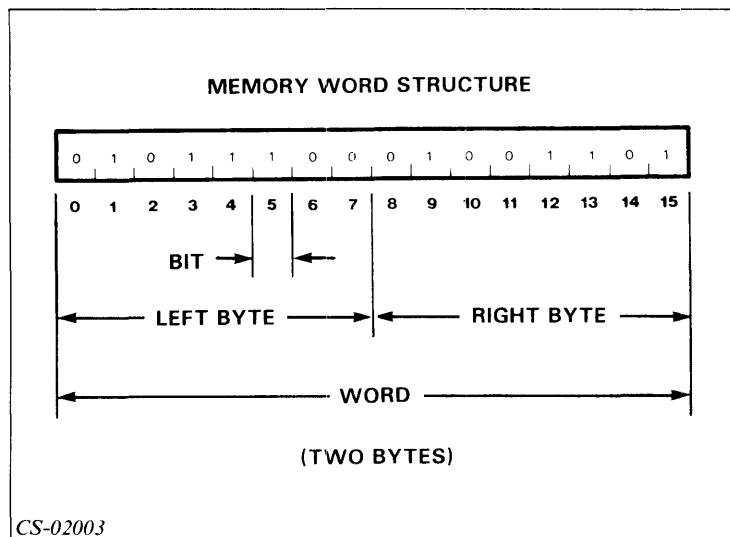 MEMORY WORD STRUCTURE
0 1 0 1 1 1 0 0 0 1 0 0 1 1 0 1
0 1 2 3 4 5 6 7 8 9 10 11 12 13 14 15
BIT
LEFT BYTE RIGHT BYTE
WORD
(TWO BYTES)
CS-02003